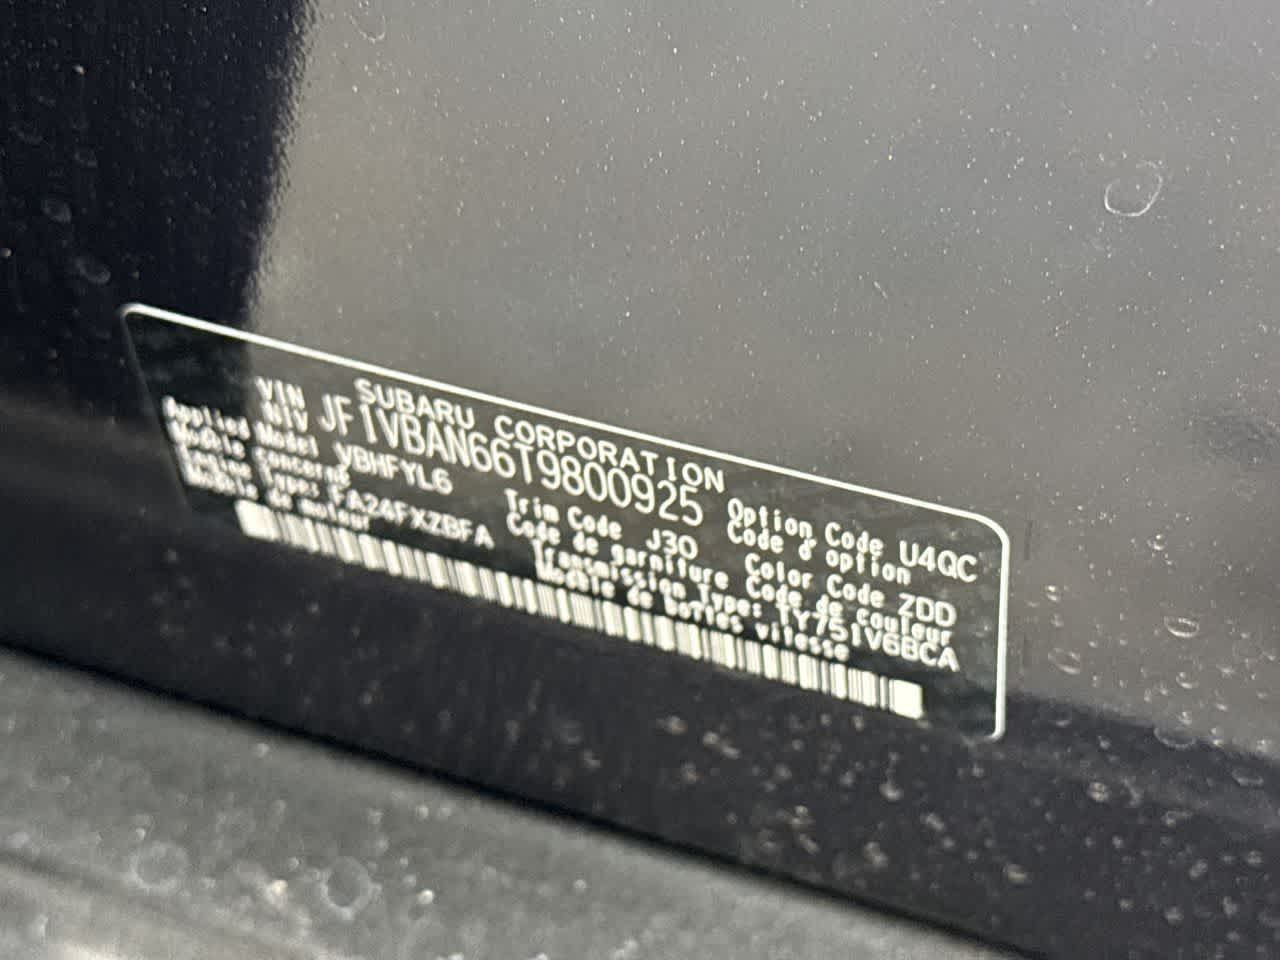 SUBARU CORPORATION
VIN
NIV JF1VBAN66T9800925
Applied Model VBHFYL6 Option Code U4QC
Modèle concerné Code d'option
Engine Type: FA24FXZBFA Trim Code J30 Color Code ZDD
Modèle de moteur Code de garniture Code de couleur
Transmission Type: TY751V6BCA
Modèle de boîtes vitesse